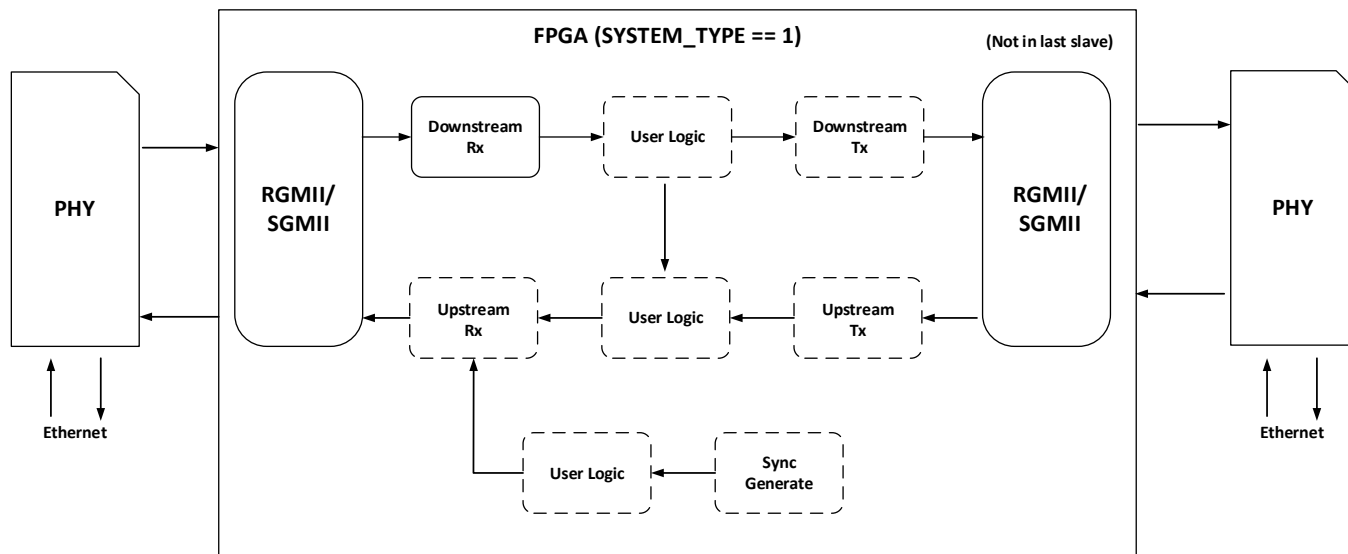 FPGA (SYSTEM_TYPE == 1)
(Not in last slave)
PHY
RGMII/
SGMII
Downstream
Rx
User Logic
Downstream
Tx
RGMII/
SGMII
PHY
Upstream
Rx
User Logic
Upstream
Tx
Ethernet
User Logic
Sync
Generate
Ethernet